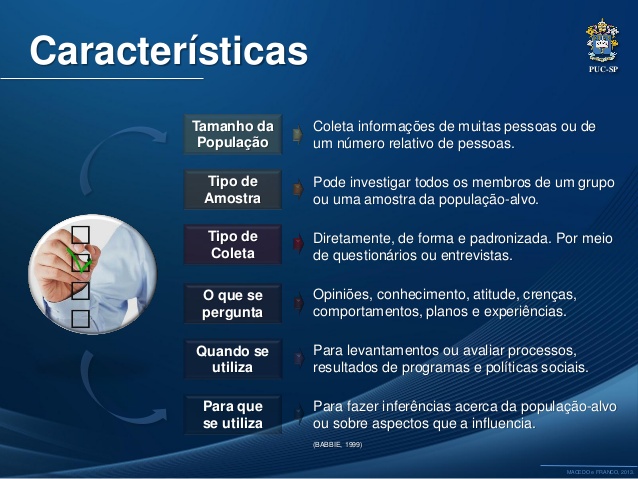 Características
PUC-SP
Tamanho da
População
Coleta informações de muitas pessoas ou de
um número relativo de pessoas.
Tipo de
Amostra
Pode investigar todos os membros de um grupo
ou uma amostra da população-alvo.
Tipo de
Coleta
Diretamente, de forma e padronizada. Por meio
de questionários ou entrevistas.
O que se
pergunta
Opiniões, conhecimento, atitude, crenças,
comportamentos, planos e experiências.
Quando se
utiliza
Para levantamentos ou avaliar processos,
resultados de programas e políticas sociais.
Para que
se utiliza
Para fazer inferências acerca da população-alvo
ou sobre aspectos que a influencia.
(BABBIE, 1999)
MACEDO e FRANCO, 2013.